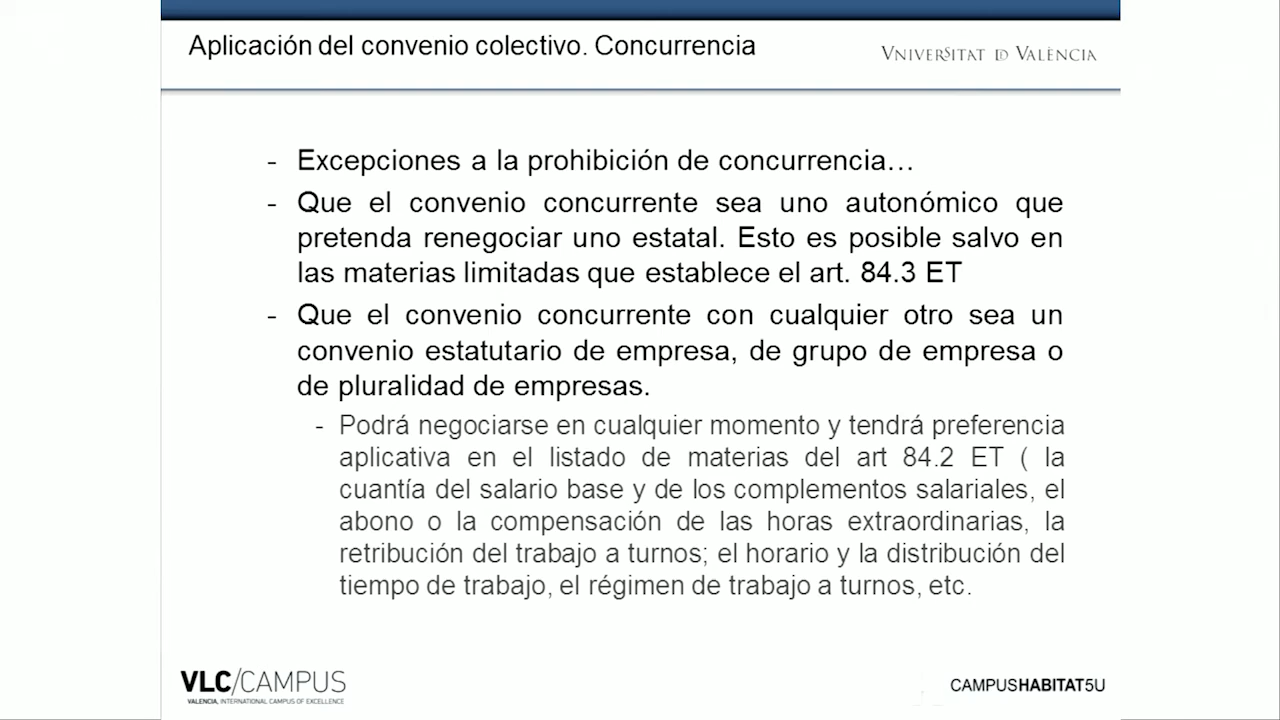 Aplicación del convenio colectivo. Concurrencia
VNIVERSITAT D VALÈNCIA
- Excepciones a la prohibición de concurrencia…
- Que el convenio concurrente sea uno autonómico que
pretenda renegociar uno estatal. Esto es posible salvo en
las materias limitadas que establece el art. 84.3 ET
- Que el convenio concurrente con cualquier otro sea un
convenio estatutario de empresa, de grupo de empresa o
de pluralidad de empresas.
- Podrá negociarse en cualquier momento y tendrá preferencia
aplicativa en el listado de materias del art 84.2 ET ( la
cuantía del salario base y de los complementos salariales, el
abono o la compensación de las horas extraordinarias, la
retribución del trabajo a turnos; el horario y la distribución del
tiempo de trabajo, el régimen de trabajo a turnos, etc.
VLC/CAMPUS
VALENCIA, INTERNATIONAL CAMPUS OF EXCELLENCE
CAMPUSHABITAT5U